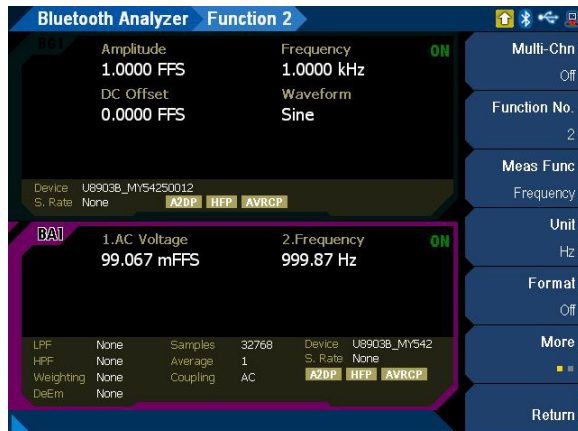 Bluetooth Analyzer Function 2
BG1
ON
Amplitude Frequency
1.0000 FFS 1.0000 kHz
DC Offset Waveform
0.0000 FFS Sine
Device U8903B_MY54250012
S. Rate None A2DP HFP AVRCP
BA1
ON
1.AC Voltage 2.Frequency
99.067 mFFS 999.87 Hz
LPF None Samples 32768 Device U8903B_MY542
HPF None Average 1 S. Rate None
Weighting None Coupling AC A2DP HFP AVRCP
DeEm None
Multi-Chn
Off
Function No.
2
Meas Func
Frequency
Unit
Hz
Format
Off
More
Return